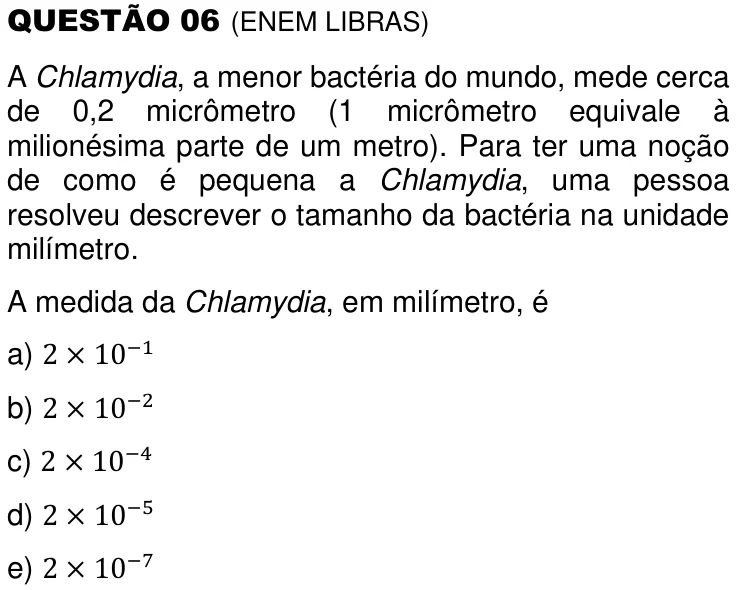 QUESTÃO 06 (ENEM LIBRAS)
A Chlamydia, a menor bactéria do mundo, mede cerca
de 0,2 micrômetro (1 micrômetro equivale à
milionésima parte de um metro). Para ter uma noção
de como é pequena a Chlamydia, uma pessoa
resolveu descrever o tamanho da bactéria na unidade
milímetro.
A medida da Chlamydia, em milímetro, é
a) 2 × 10⁻¹
b) 2 × 10⁻²
c) 2 × 10⁻⁴
d) 2 × 10⁻⁵
e) 2 × 10⁻⁷